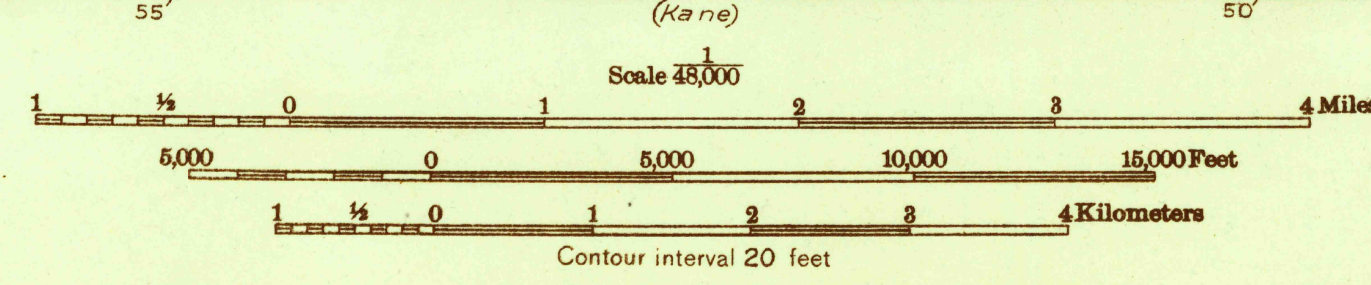 55′ (Kane) 50′
Scale 1/48,000
1 ½ 0 1 2 3 4 Miles
5,000 0 5,000 10,000 15,000 Feet
1 ½ 0 1 2 3 4 Kilometers
Contour interval 20 feet